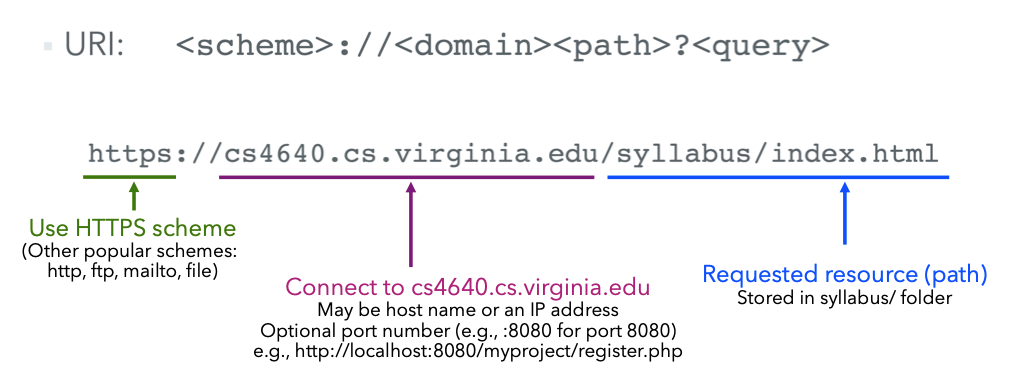 URI: <scheme>://<domain><path>?<query>
https://cs4640.cs.virginia.edu/syllabus/index.html
Use HTTPS scheme
(Other popular schemes:
http, ftp, mailto, file)
Connect to cs4640.cs.virginia.edu
May be host name or an IP address
Optional port number (e.g., :8080 for port 8080)
e.g., http://localhost:8080/myproject/register.php
Requested resource (path)
Stored in syllabus/ folder